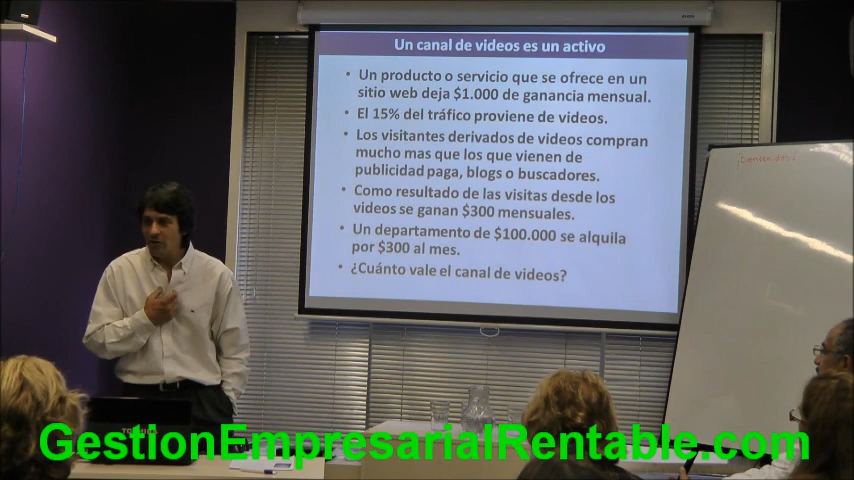 Un canal de videos es un activo
• Un producto o servicio que se ofrece en un
sitio web deja $1.000 de ganancia mensual.
• El 15% del tráfico proviene de videos.
• Los visitantes derivados de videos compran
mucho mas que los que vienen de
publicidad paga, blogs o buscadores.
• Como resultado de las visitas desde los
videos se ganan $300 mensuales.
• Un departamento de $100.000 se alquila
por $300 al mes.
• ¿Cuánto vale el canal de videos?
TOSHIBA
GestionEmpresarialRentable.com